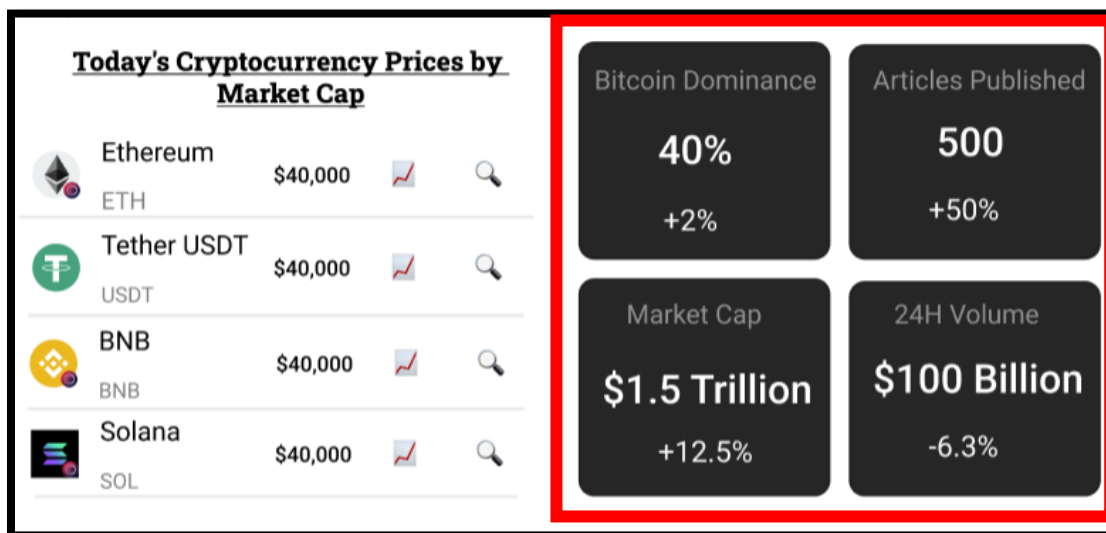 Today's Cryptocurrency Prices by
Market Cap
Ethereum
$40,000
ETH
Tether USDT
$40,000
USDT
BNB
$40,000
BNB
Solana
$40,000
SOL
Bitcoin Dominance
40%
+2%
Articles Published
500
+50%
Market Cap
$1.5 Trillion
+12.5%
24H Volume
$100 Billion
-6.3%